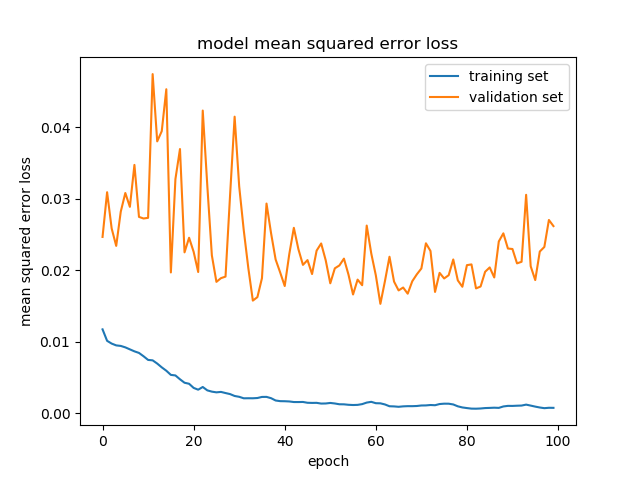 model mean squared error loss
training set
validation set
0.04
0.03
0.02
0.01
0.00
mean squared error loss
0 20 40 60 80 100
epoch